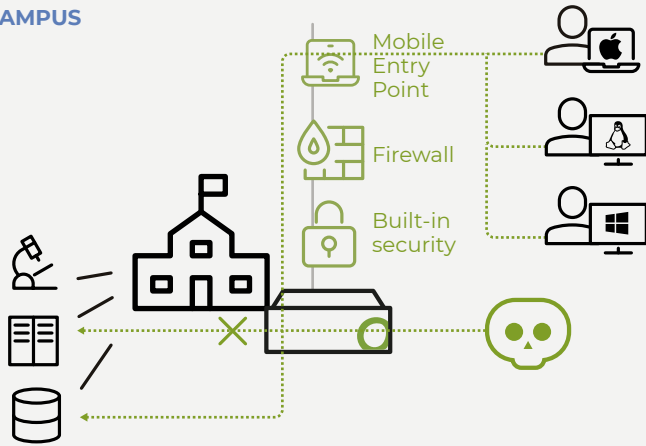 AMPUS
Mobile
Entry
Point
Firewall
Built-in
security